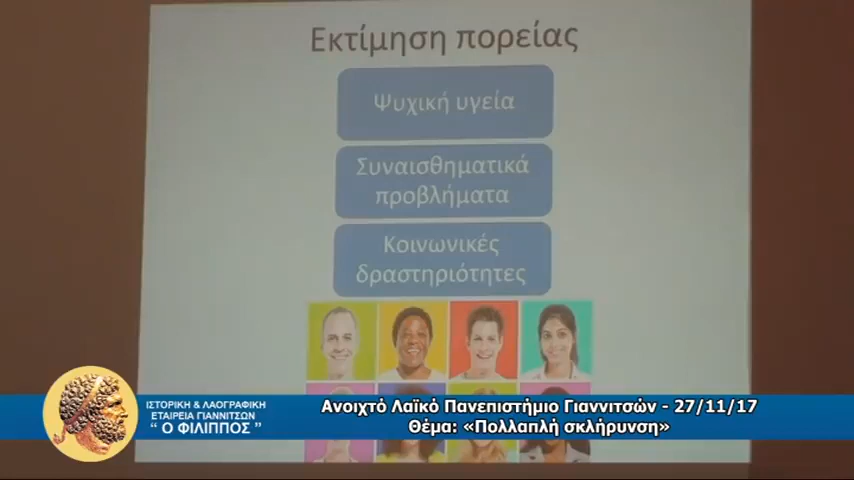 Εκτίμηση πορείας
Ψυχική υγεία
Συναισθηματικά
προβλήματα
Κοινωνικές
δραστηριότητες
ΙΣΤΟΡΙΚΗ & ΛΑΟΓΡΑΦΙΚΗ
ΕΤΑΙΡΕΙΑ ΓΙΑΝΝΙΤΣΩΝ
“ Ο ΦΙΛΙΠΠΟΣ ”
Ανοιχτό Λαϊκό Πανεπιστήμιο Γιαννιτσών - 27/11/17
Θέμα: «Πολλαπλή σκλήρυνση»